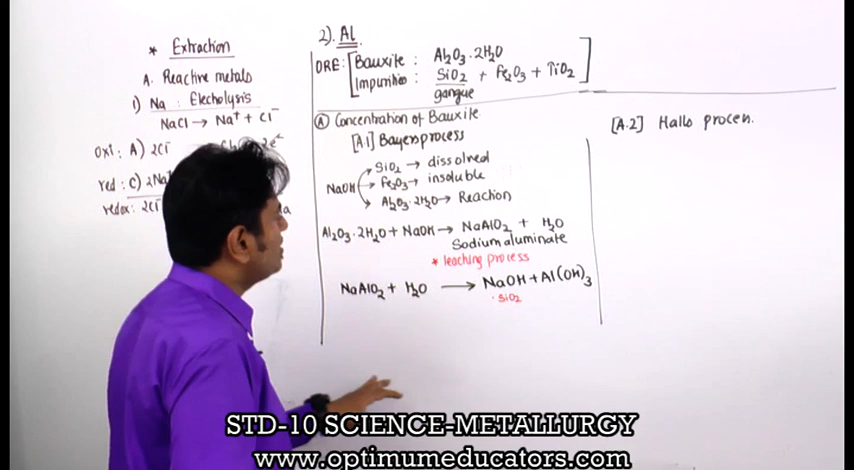 * Extraction
A. Reactive metals
1) Na : Electrolysis
NaCl → Na⁺ + Cl⁻
Oxi : A) 2Cl
2e⁻
red : C) 2Na
redox : 2Cl
2). Al.
ORE: Bauxite : Al₂O₃·2H₂O
Impurities : SiO₂ + Fe₂O₃ + TiO₂
gangue
Ⓐ Concentration of Bauxite
[A.1] Bayers process
SiO₂ → dissolved
NaOH → Fe₂O₃ → insoluble
Al₂O₃·2H₂O → Reaction
Al₂O₃·2H₂O + NaOH → NaAlO₂ + H₂O
Sodium aluminate
* leaching process
NaAlO₂ + H₂O → NaOH + Al(OH)₃
· SiO₂
[A.2] Halls process.
STD-10 SCIENCE-METALLURGY
www.optimumeducators.com